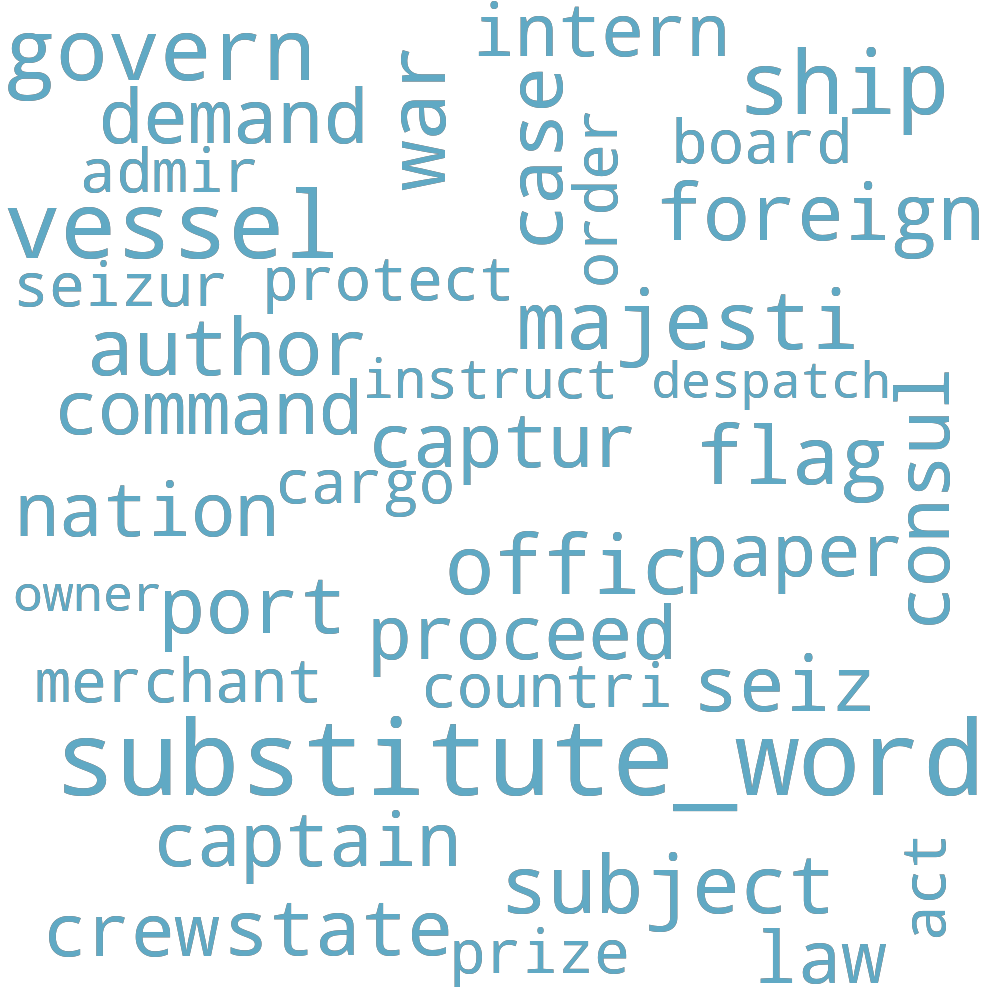 govern
intern
ship
demand
war
case
order
board
admir
vessel
foreign
seizur
protect
majesti
author
instruct
despatch
command
consul
captur
flag
cargo
nation
offic
paper
owner
port
proceed
merchant
countri
seiz
substitute_word
captain
act
subject
crew
state
prize
law